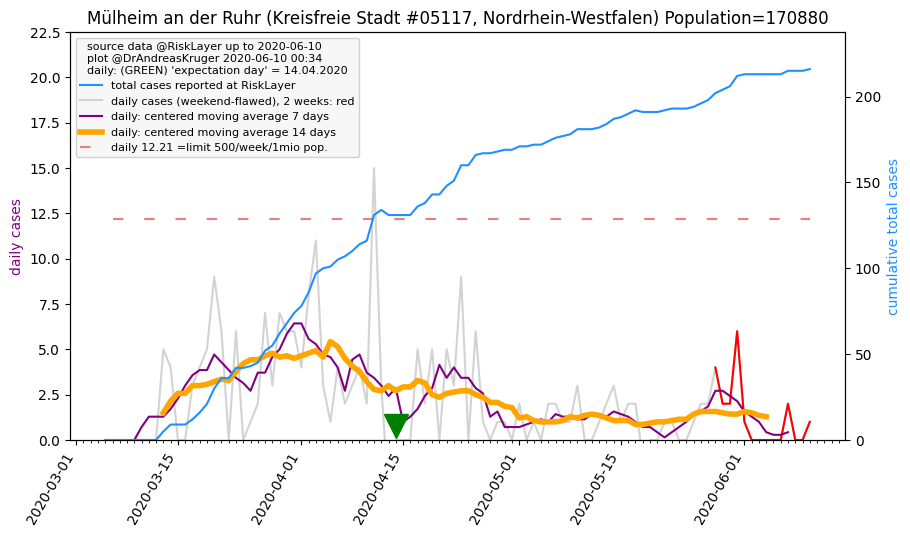 Mülheim an der Ruhr (Kreisfreie Stadt #05117, Nordrhein-Westfalen) Population=170880
source data @RiskLayer up to 2020-06-10
plot @DrAndreasKruger 2020-06-10 00:34
daily: (GREEN) 'expectation day' = 14.04.2020
total cases reported at RiskLayer
daily cases (weekend-flawed), 2 weeks: red
daily: centered moving average 7 days
daily: centered moving average 14 days
daily 12.21 =limit 500/week/1mio pop.
daily cases
22.5
20.0
17.5
15.0
12.5
10.0
7.5
5.0
2.5
0.0
200
150
100
50
0
cumulative total cases
2020-03-01
2020-03-15
2020-04-01
2020-04-15
2020-05-01
2020-05-15
2020-06-01